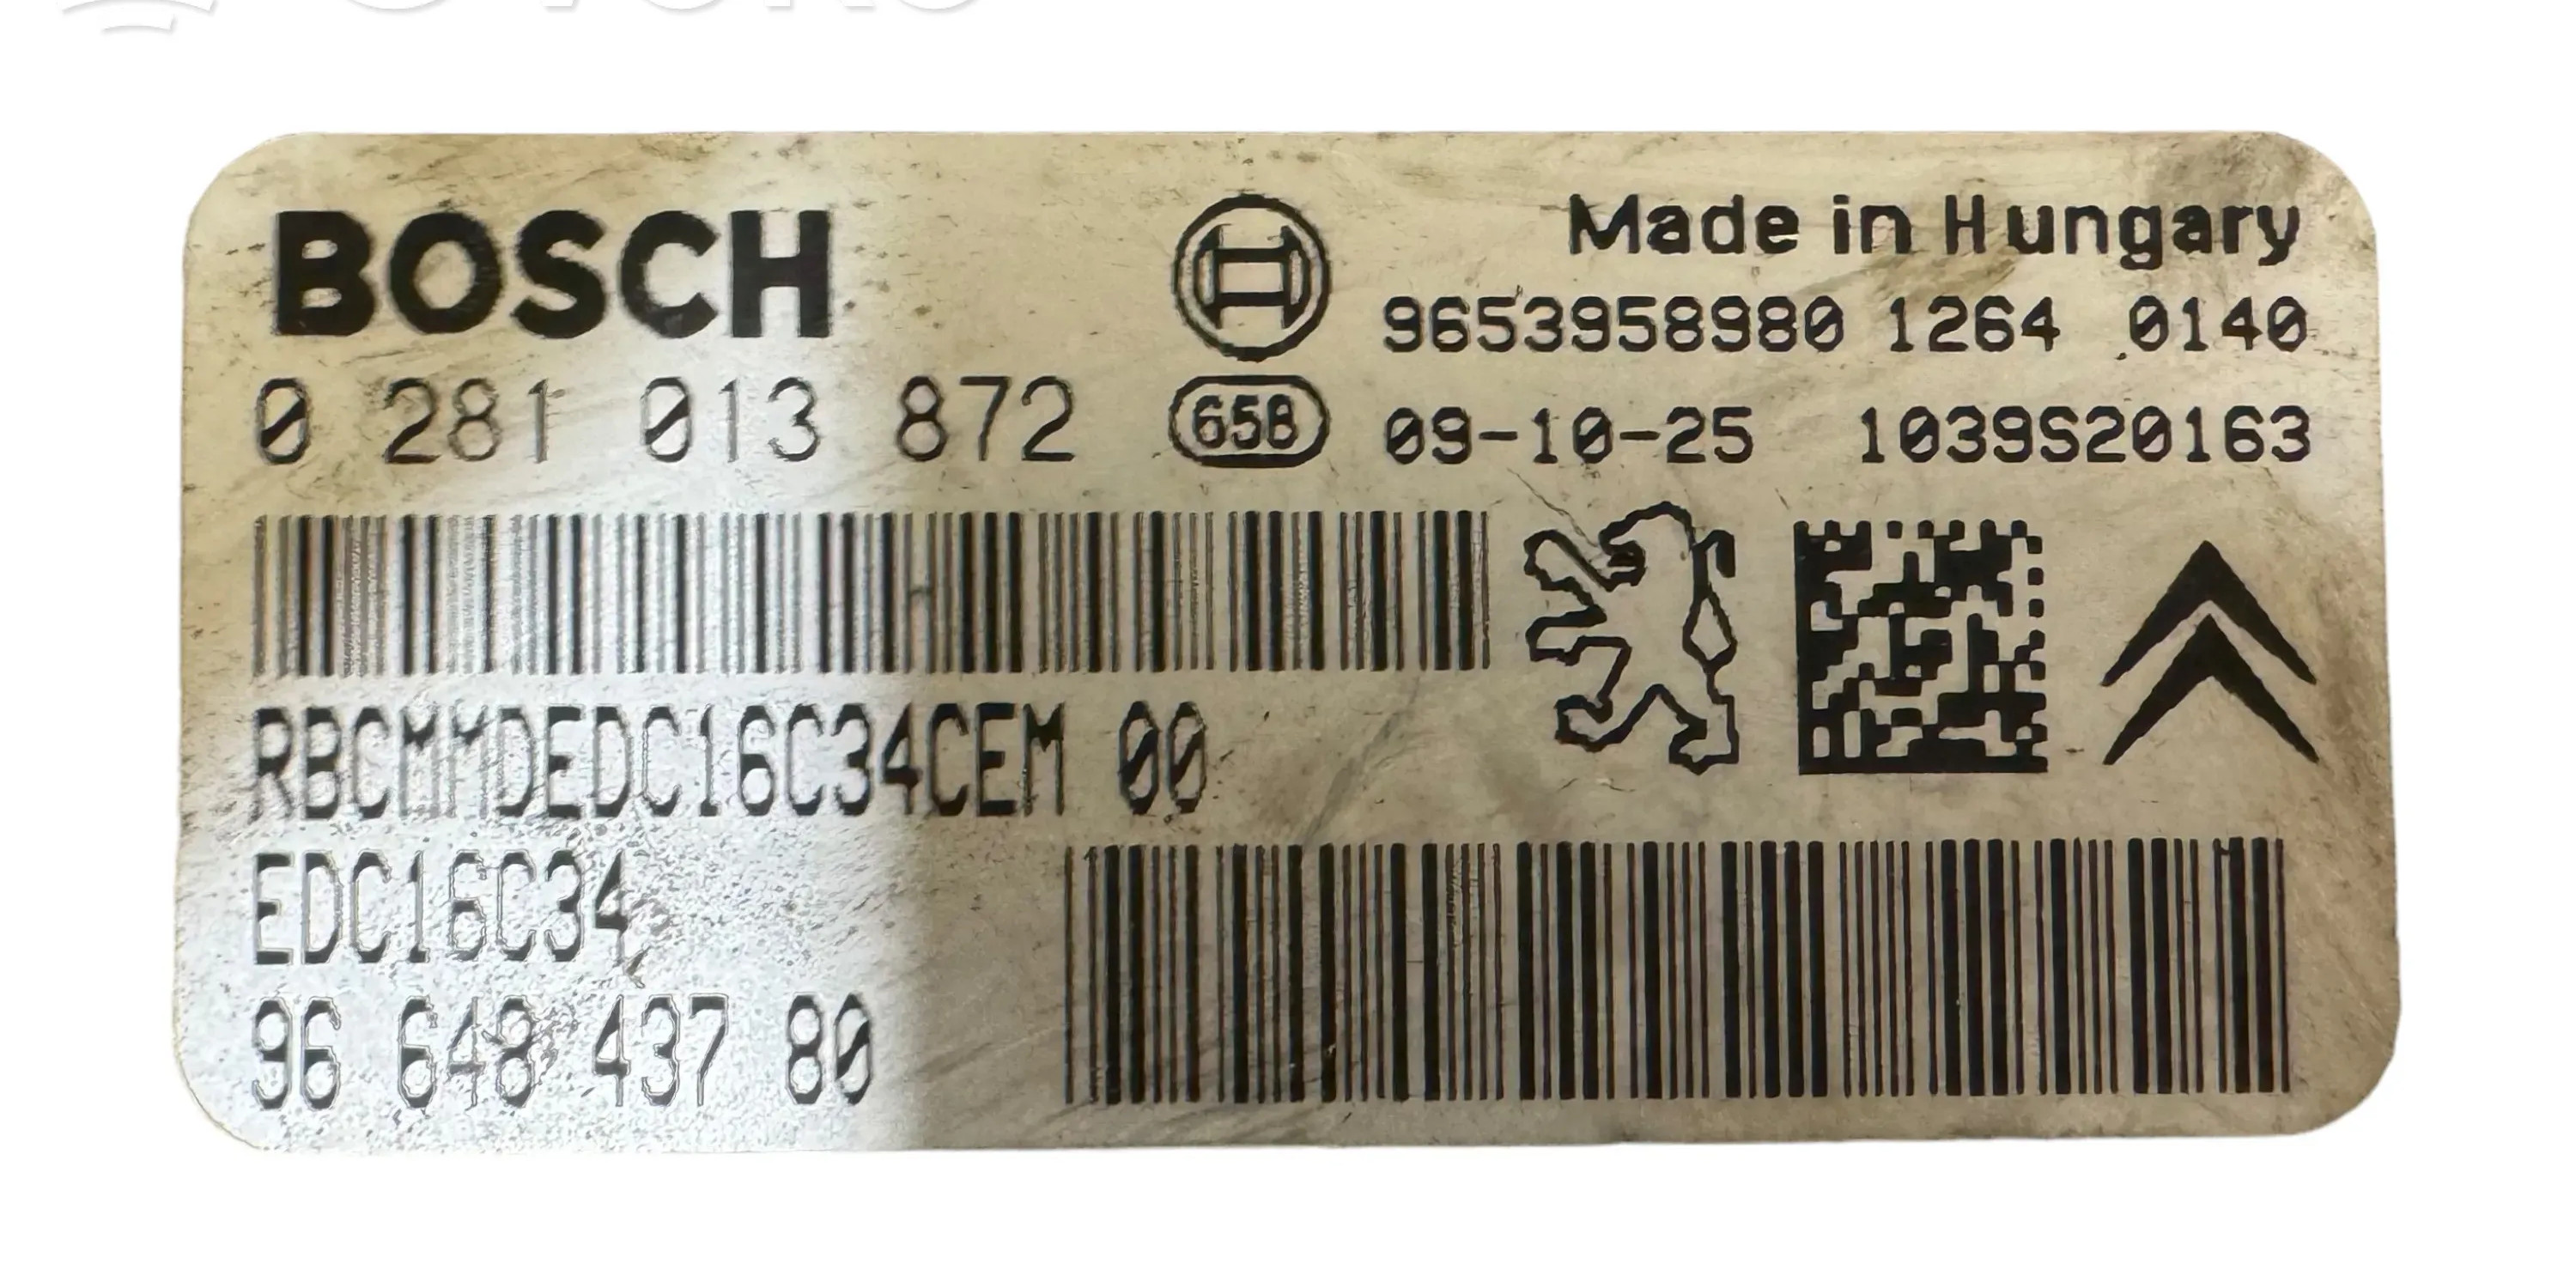 BOSCH
Made in Hungary
9653958980 1264 0140
0 281 013 872
658
09-10-25 1039S20163
RBCMMDEDC16C34CEM 00
EDC16C34
96 648 437 80